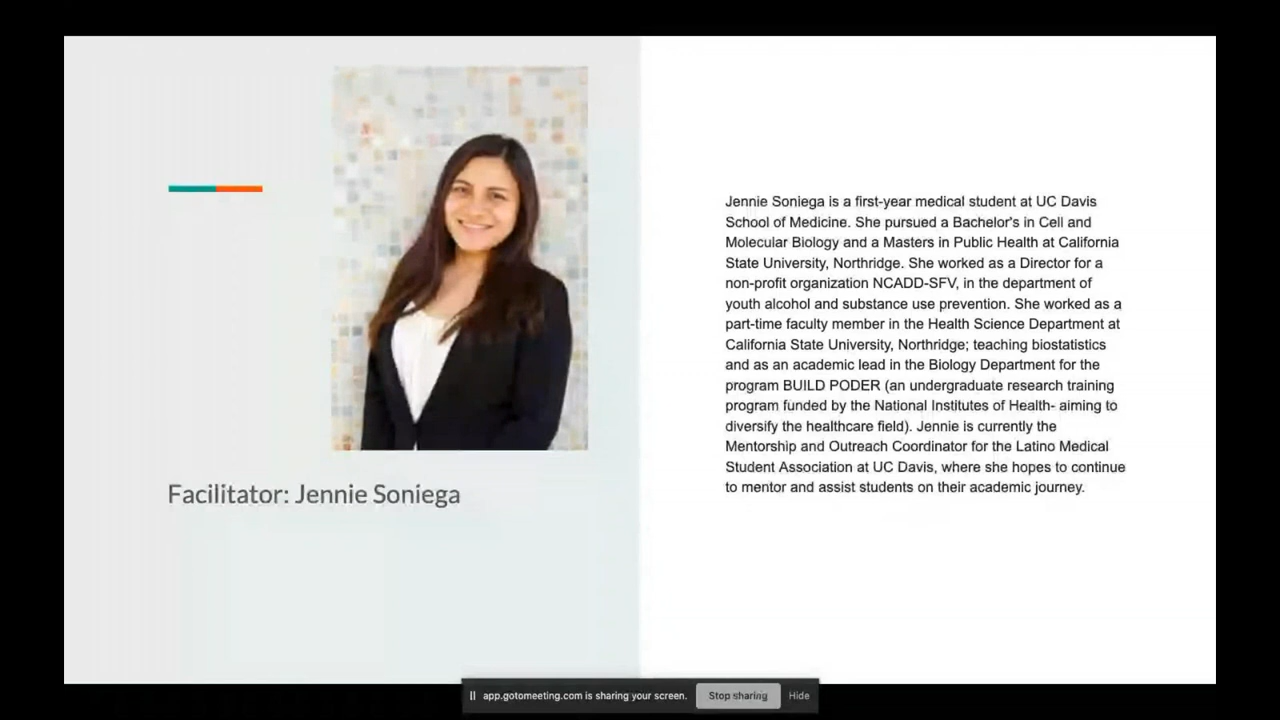 Facilitator: Jennie Soniega
Jennie Soniega is a first-year medical student at UC Davis
School of Medicine. She pursued a Bachelor's in Cell and
Molecular Biology and a Masters in Public Health at California
State University, Northridge. She worked as a Director for a
non-profit organization NCADD-SFV, in the department of
youth alcohol and substance use prevention. She worked as a
part-time faculty member in the Health Science Department at
California State University, Northridge; teaching biostatistics
and as an academic lead in the Biology Department for the
program BUILD PODER (an undergraduate research training
program funded by the National Institutes of Health- aiming to
diversify the healthcare field). Jennie is currently the
Mentorship and Outreach Coordinator for the Latino Medical
Student Association at UC Davis, where she hopes to continue
to mentor and assist students on their academic journey.
app.gotomeeting.com is sharing your screen. Stop sharing Hide